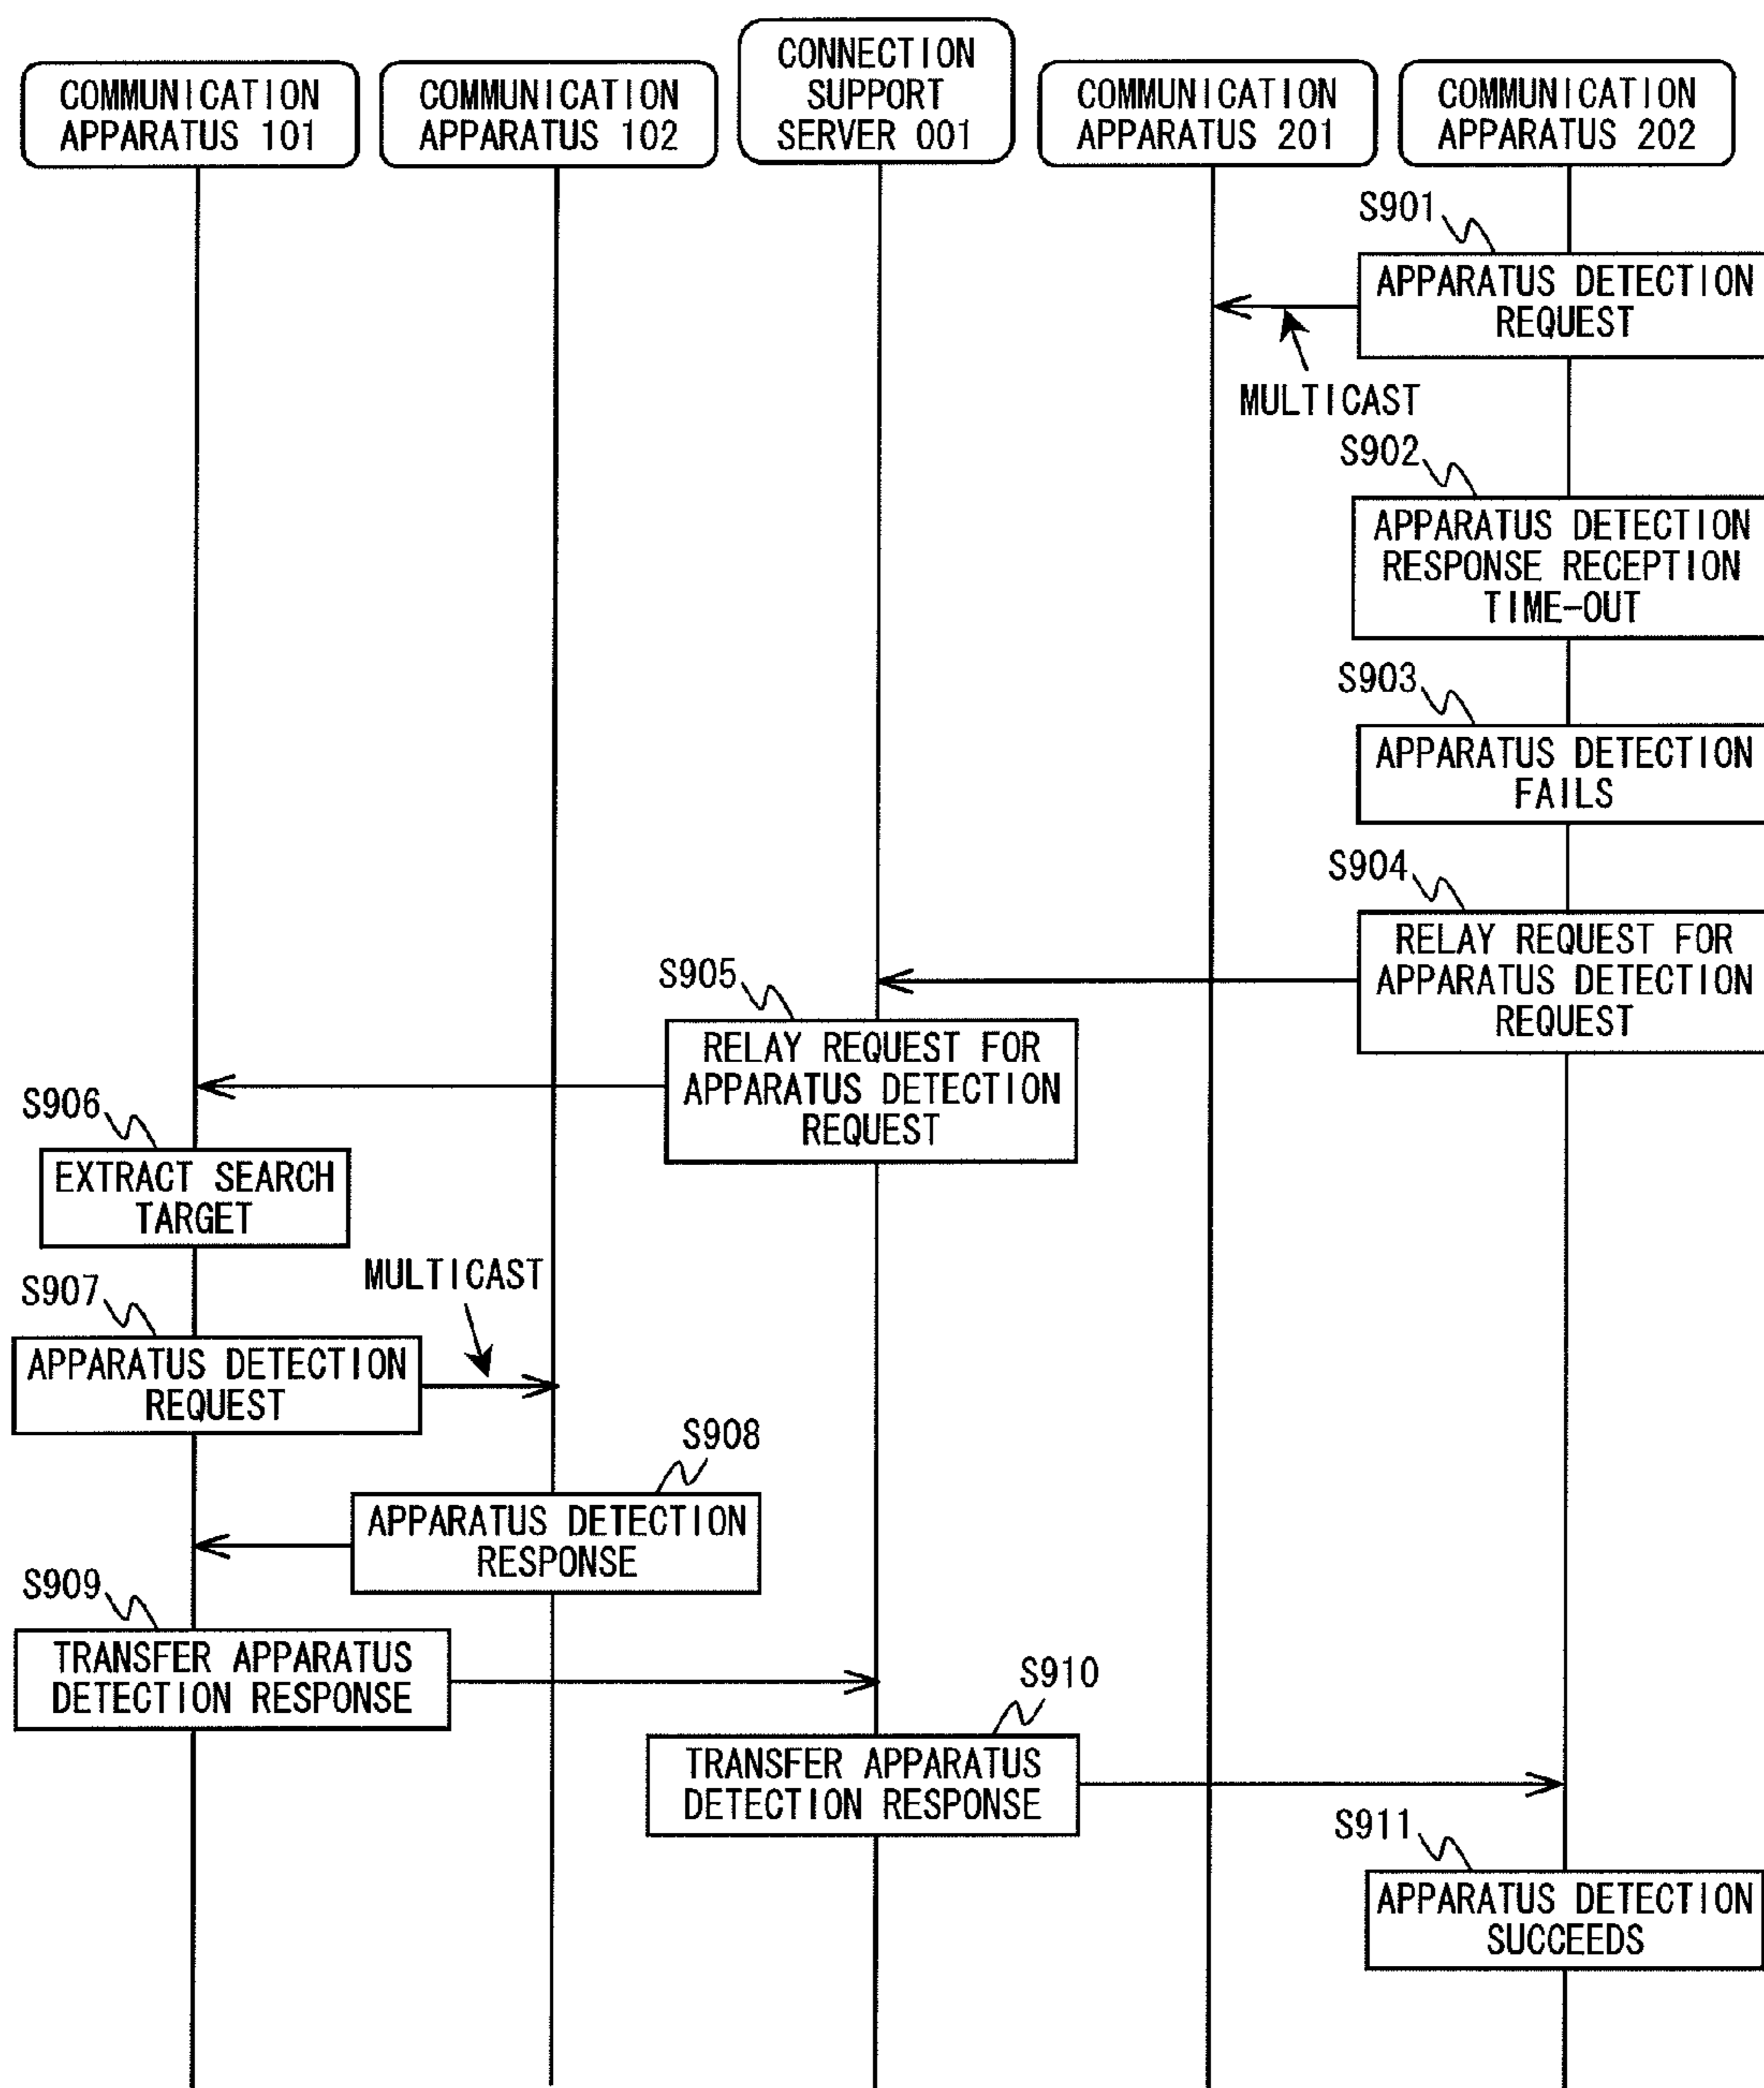 COMMUNICATION
APPARATUS 101
COMMUNICATION
APPARATUS 102
CONNECTION
SUPPORT
SERVER 001
COMMUNICATION
APPARATUS 201
COMMUNICATION
APPARATUS 202
S901
APPARATUS DETECTION
REQUEST
MULTICAST
S902
APPARATUS DETECTION
RESPONSE RECEPTION
TIME-OUT
S903
APPARATUS DETECTION
FAILS
S904
RELAY REQUEST FOR
APPARATUS DETECTION
REQUEST
S905
RELAY REQUEST FOR
APPARATUS DETECTION
REQUEST
S906
EXTRACT SEARCH
TARGET
S907
MULTICAST
APPARATUS DETECTION
REQUEST
S908
APPARATUS DETECTION
RESPONSE
S909
TRANSFER APPARATUS
DETECTION RESPONSE
S910
TRANSFER APPARATUS
DETECTION RESPONSE
S911
APPARATUS DETECTION
SUCCEEDS